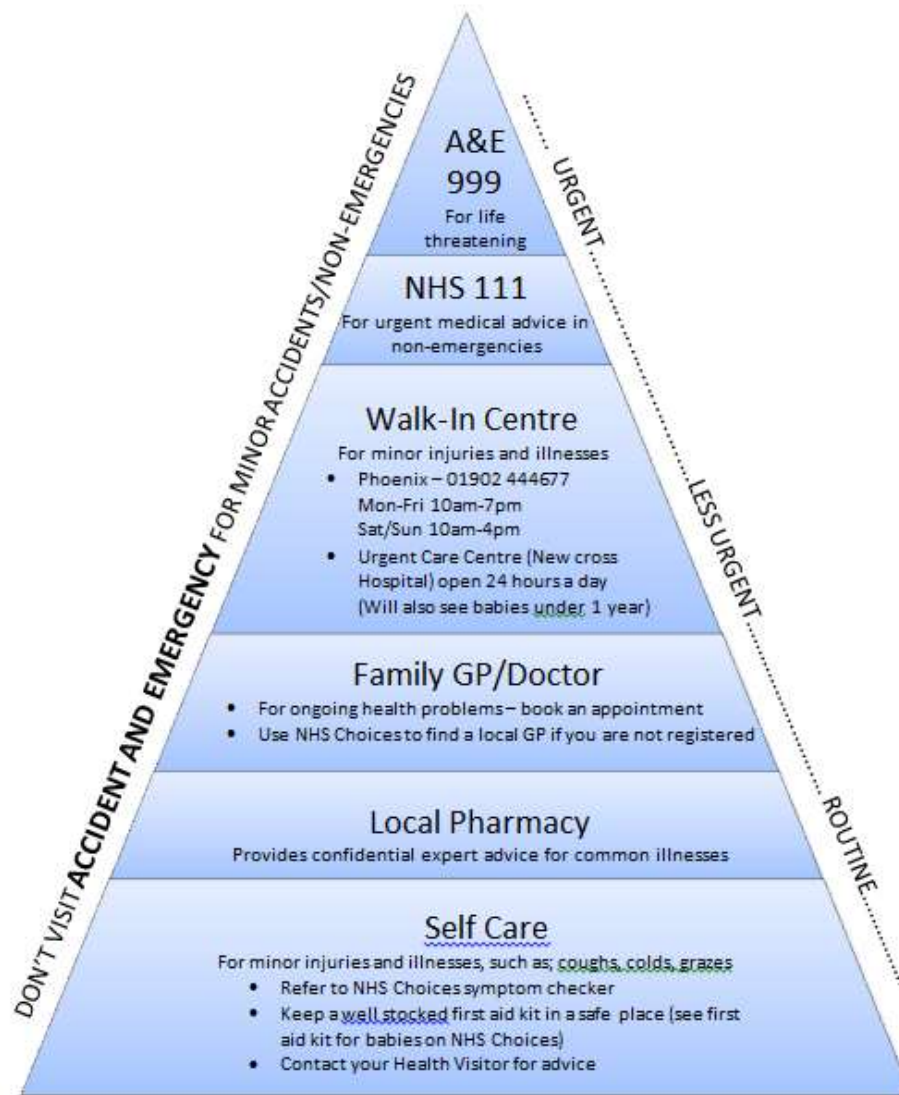 DON'T VISIT ACCIDENT AND EMERGENCY FOR MINOR ACCIDENTS/NON-EMERGENCIES
A&E
999
For life
threatening
NHS 111
For urgent medical advice in
non-emergencies
Walk-In Centre
For minor injuries and illnesses
• Phoenix – 01902 444677
Mon-Fri 10am-7pm
Sat/Sun 10am-4pm
• Urgent Care Centre (New cross
Hospital) open 24 hours a day
(Will also see babies under 1 year)
Family GP/Doctor
• For ongoing health problems – book an appointment
• Use NHS Choices to find a local GP if you are not registered
Local Pharmacy
Provides confidential expert advice for common illnesses
Self Care
For minor injuries and illnesses, such as; coughs, colds, grazes
• Refer to NHS Choices symptom checker
• Keep a well stocked first aid kit in a safe place (see first
aid kit for babies on NHS Choices)
• Contact your Health Visitor for advice
........ URGENT ........................ LESS URGENT ........................ ROUTINE ............